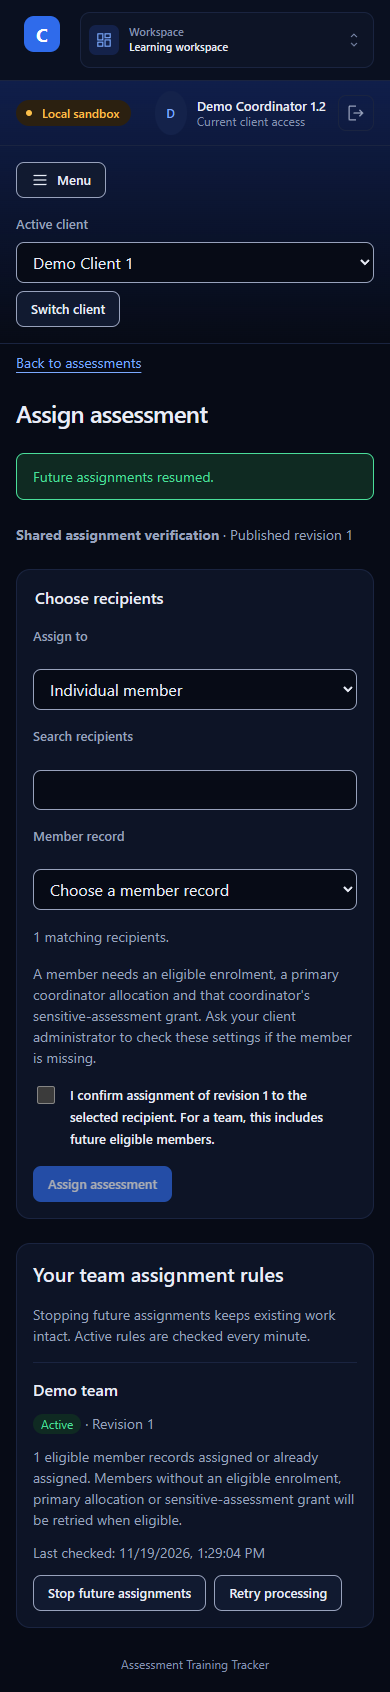 C
Workspace
Learning workspace
Local sandbox
D
Demo Coordinator 1.2
Current client access
Menu
Active client
Demo Client 1
Switch client
Back to assessments
Assign assessment
Future assignments resumed.
Shared assignment verification · Published revision 1
Choose recipients
Assign to
Individual member
Search recipients
Member record
Choose a member record
1 matching recipients.
A member needs an eligible enrolment, a primary
coordinator allocation and that coordinator's
sensitive-assessment grant. Ask your client
administrator to check these settings if the member
is missing.
I confirm assignment of revision 1 to the
selected recipient. For a team, this includes
future eligible members.
Assign assessment
Your team assignment rules
Stopping future assignments keeps existing work
intact. Active rules are checked every minute.
Demo team
Active · Revision 1
1 eligible member records assigned or already
assigned. Members without an eligible enrolment,
primary allocation or sensitive-assessment grant will
be retried when eligible.
Last checked: 11/19/2026, 1:29:04 PM
Stop future assignments
Retry processing
Assessment Training Tracker